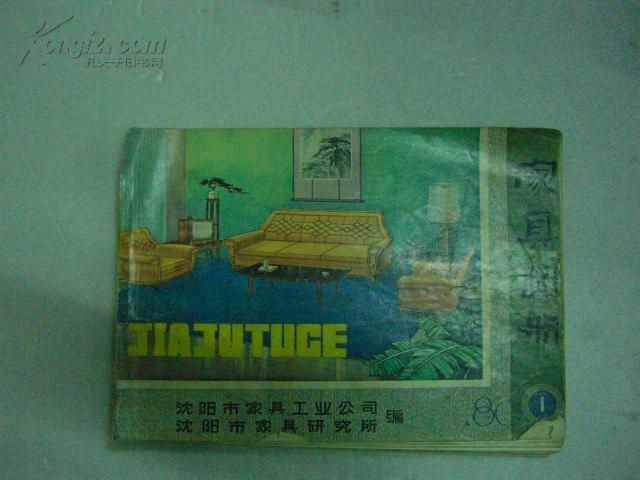 Kongfz.com
孔夫子旧书网
家具图册
JIAJUTUCE
沈阳市家具工业公司
沈阳市家具研究所
编
80
1